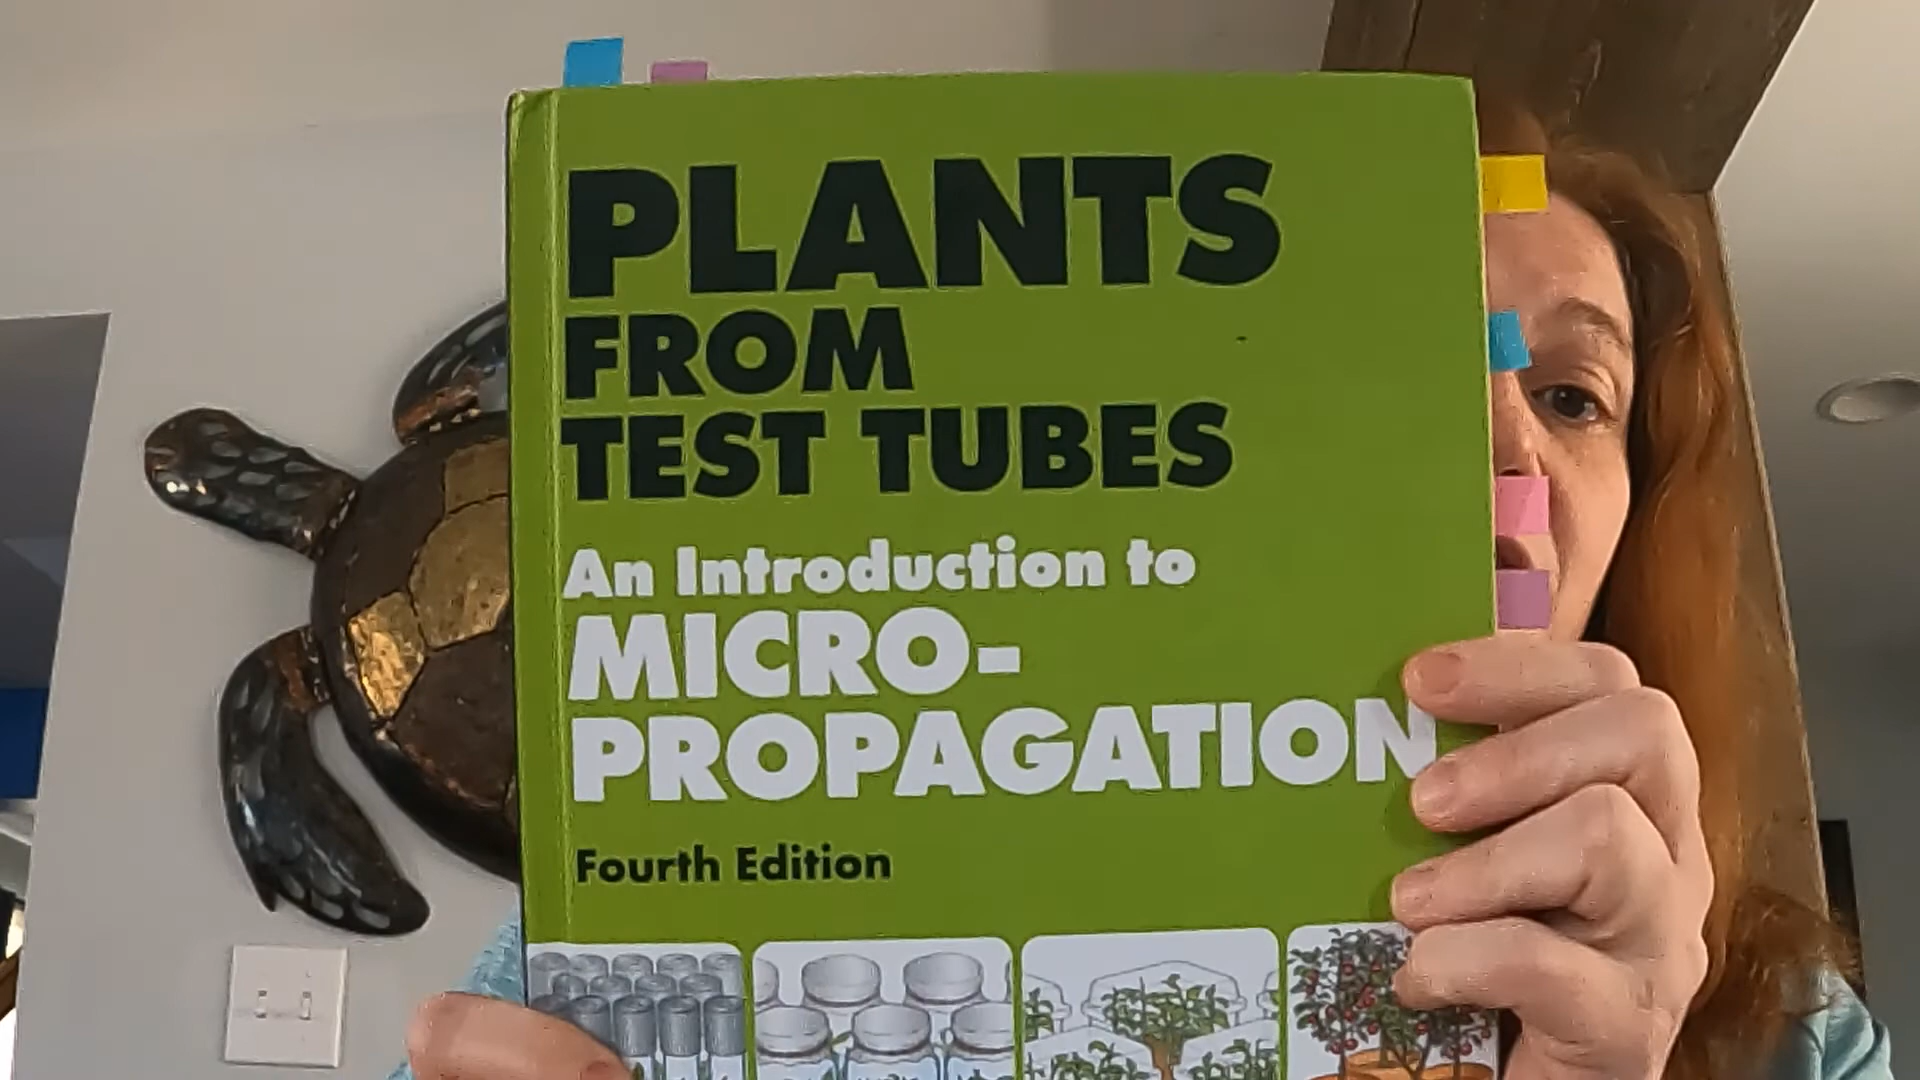 PLANTS
FROM
TEST TUBES
An Introduction to
MICRO-
PROPAGATION
Fourth Edition